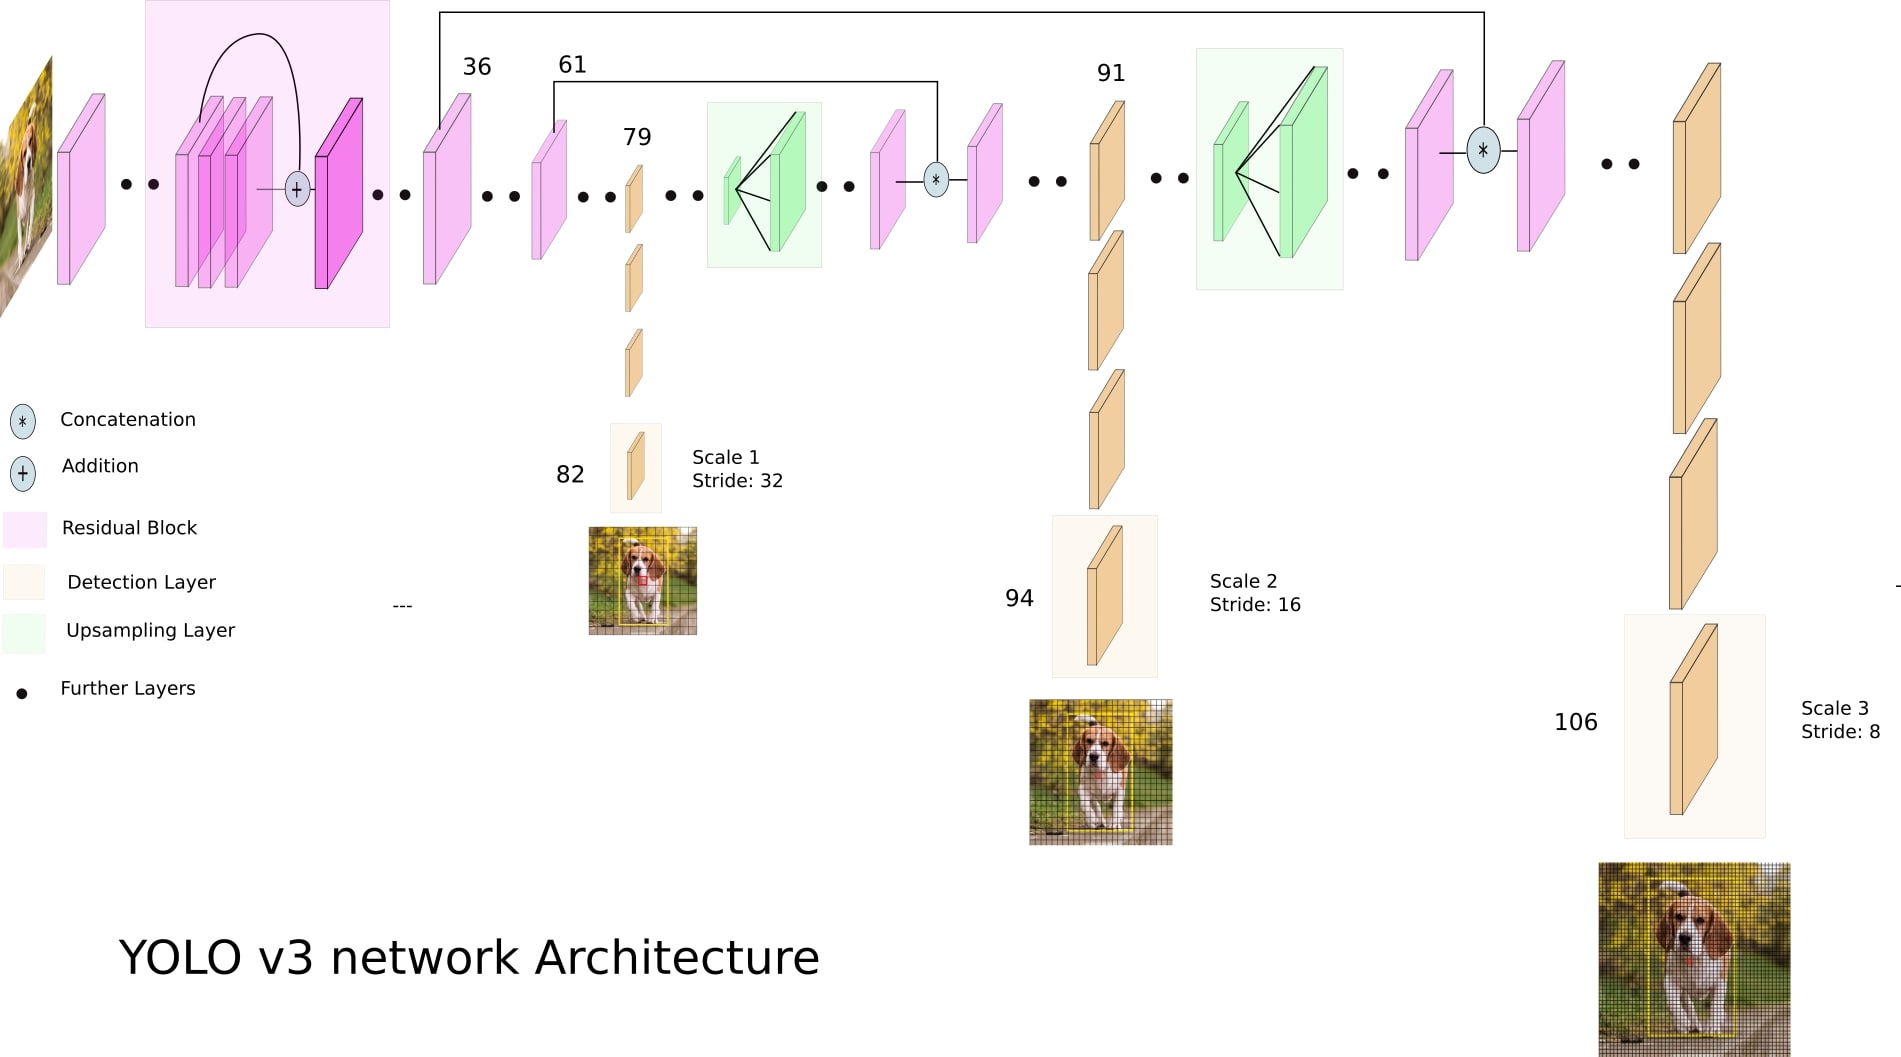 36
61
79
91
*
*
+
* Concatenation
+ Addition
Residual Block
Detection Layer
Upsampling Layer
Further Layers
---
82
Scale 1
Stride: 32
94
Scale 2
Stride: 16
106
Scale 3
Stride: 8
-
YOLO v3 network Architecture